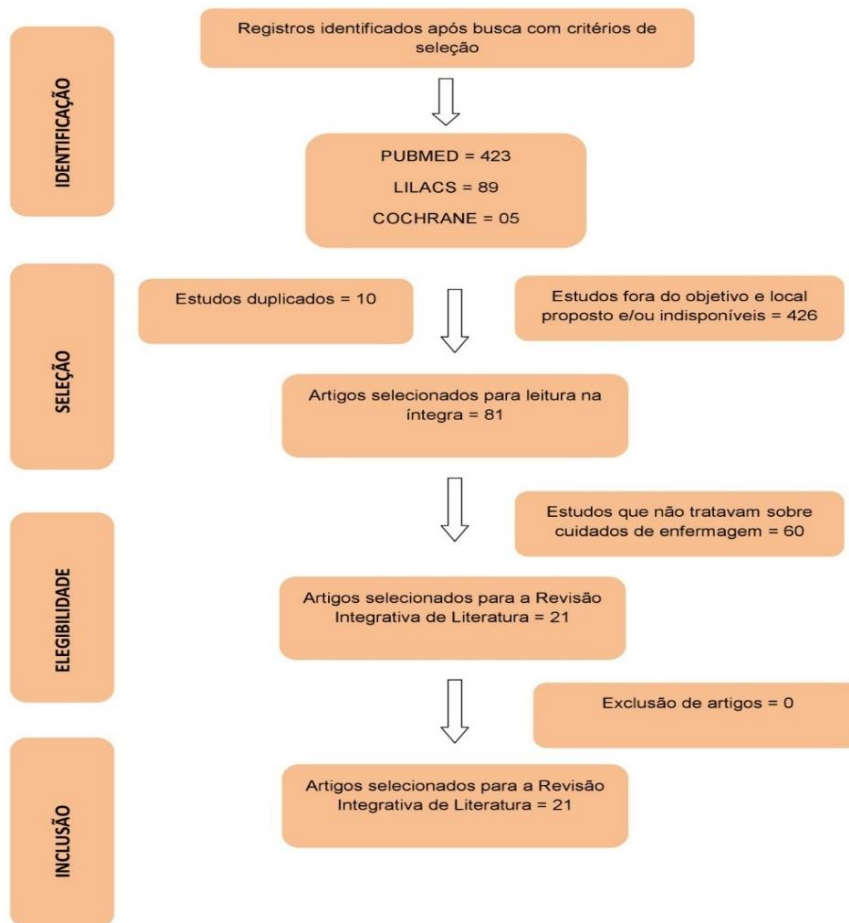 IDENTIFICAÇÃO
Registros identificados após busca com critérios de
seleção
PUBMED = 423
LILACS = 89
COCHRANE = 05
SELEÇÃO
Estudos duplicados = 10
Estudos fora do objetivo e local
proposto e/ou indisponíveis = 426
Artigos selecionados para leitura na
íntegra = 81
ELEGIBILIDADE
Estudos que não tratavam sobre
cuidados de enfermagem = 60
Artigos selecionados para a Revisão
Integrativa de Literatura = 21
Exclusão de artigos = 0
INCLUSÃO
Artigos selecionados para a Revisão
Integrativa de Literatura = 21